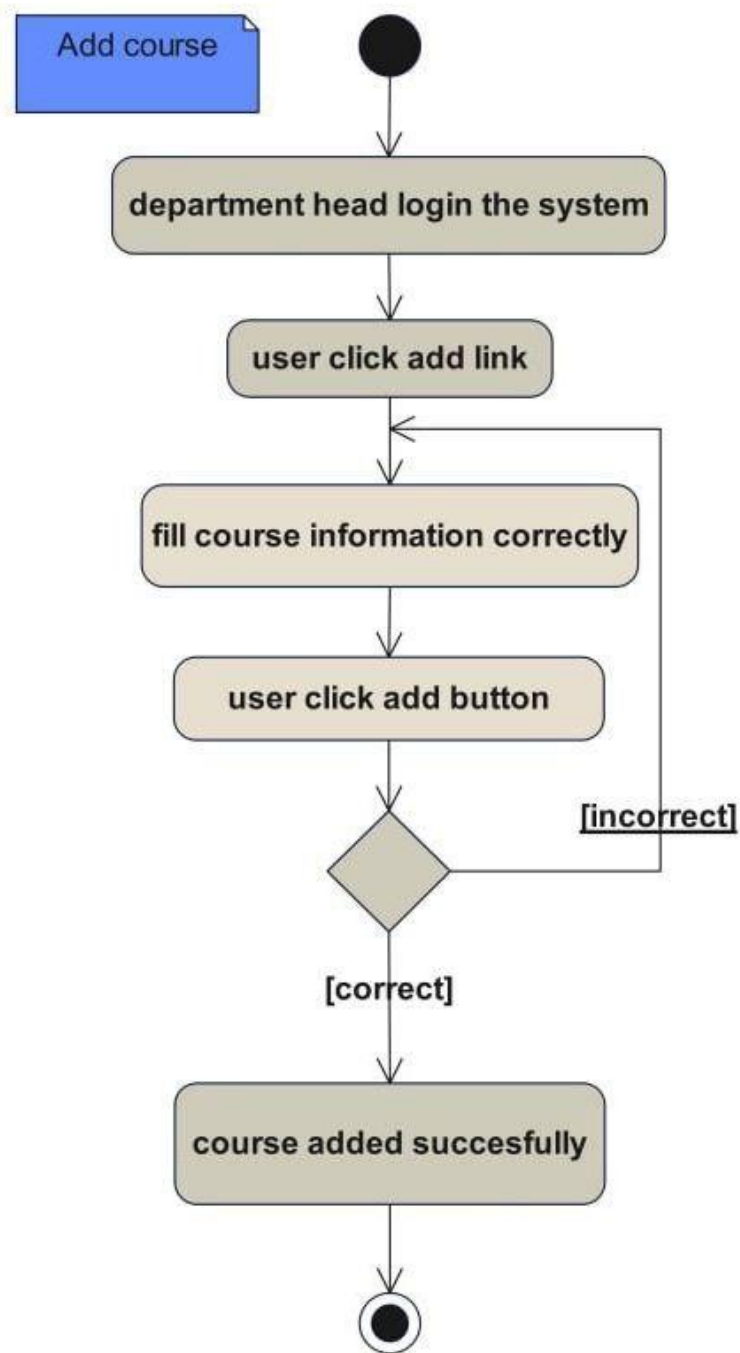 Add course
department head login the system
user click add link
fill course information correctly
user click add button
[incorrect]
[correct]
course added succesfully